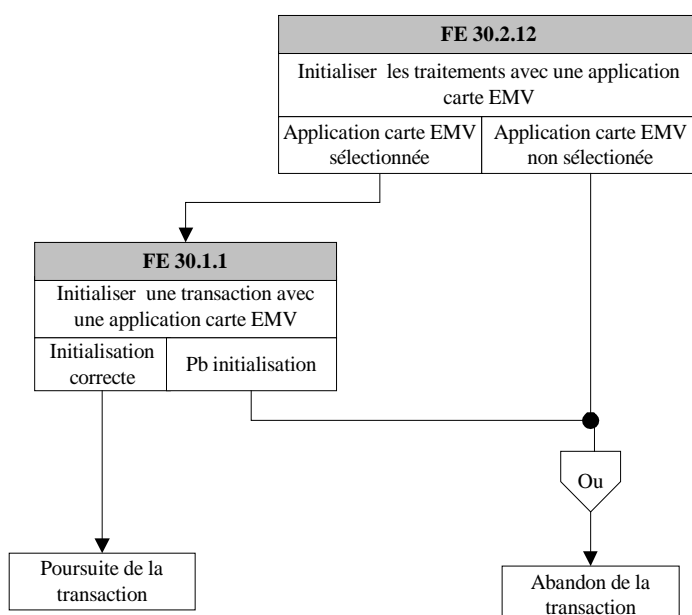 FE 30.2.12
Initialiser les traitements avec une application
carte EMV
Application carte EMV
sélectionnée
Application carte EMV
non sélectionée
FE 30.1.1
Initialiser une transaction avec
une application carte EMV
Initialisation
correcte
Pb initialisation
Ou
Poursuite de la
transaction
Abandon de la
transaction